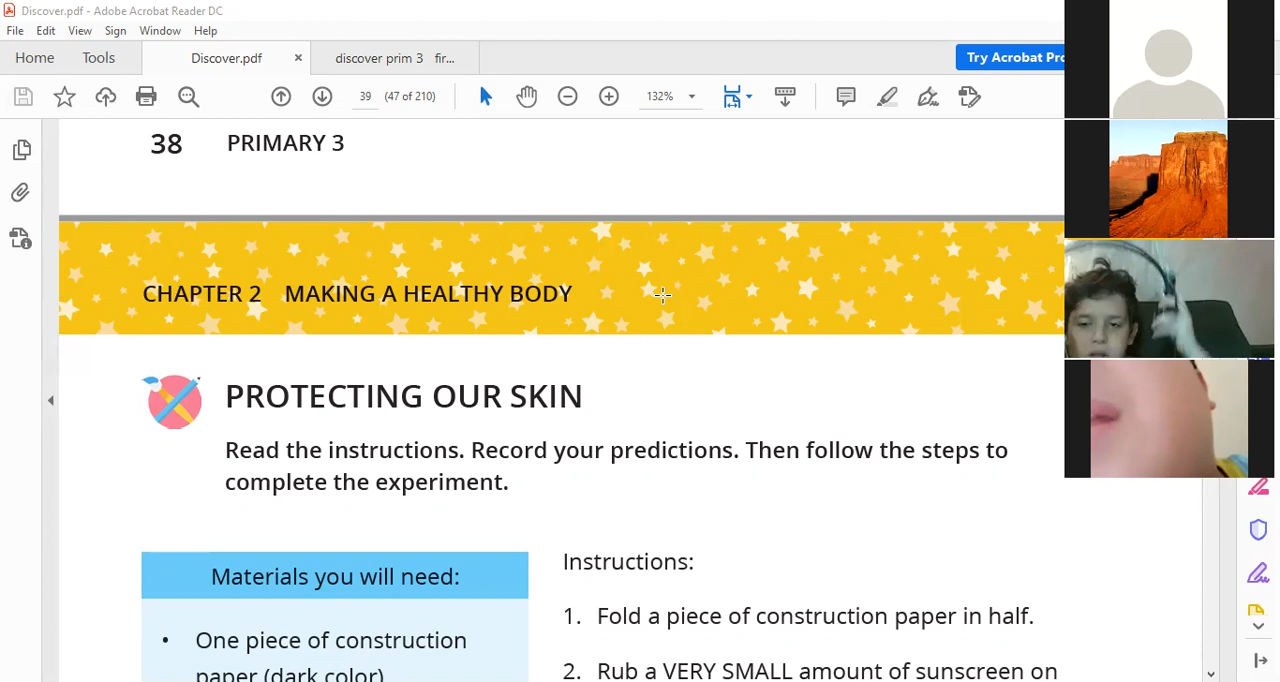 Discover.pdf - Adobe Acrobat Reader DC
File Edit View Sign Window Help
Home Tools Discover.pdf × discover prim 3 fir... Try Acrobat Pro
39 (47 of 210) 132%
38 PRIMARY 3
CHAPTER 2 MAKING A HEALTHY BODY
PROTECTING OUR SKIN
Read the instructions. Record your predictions. Then follow the steps to
complete the experiment.
Materials you will need:
• One piece of construction
paper (dark color)
Instructions:
1. Fold a piece of construction paper in half.
2. Rub a VERY SMALL amount of sunscreen on